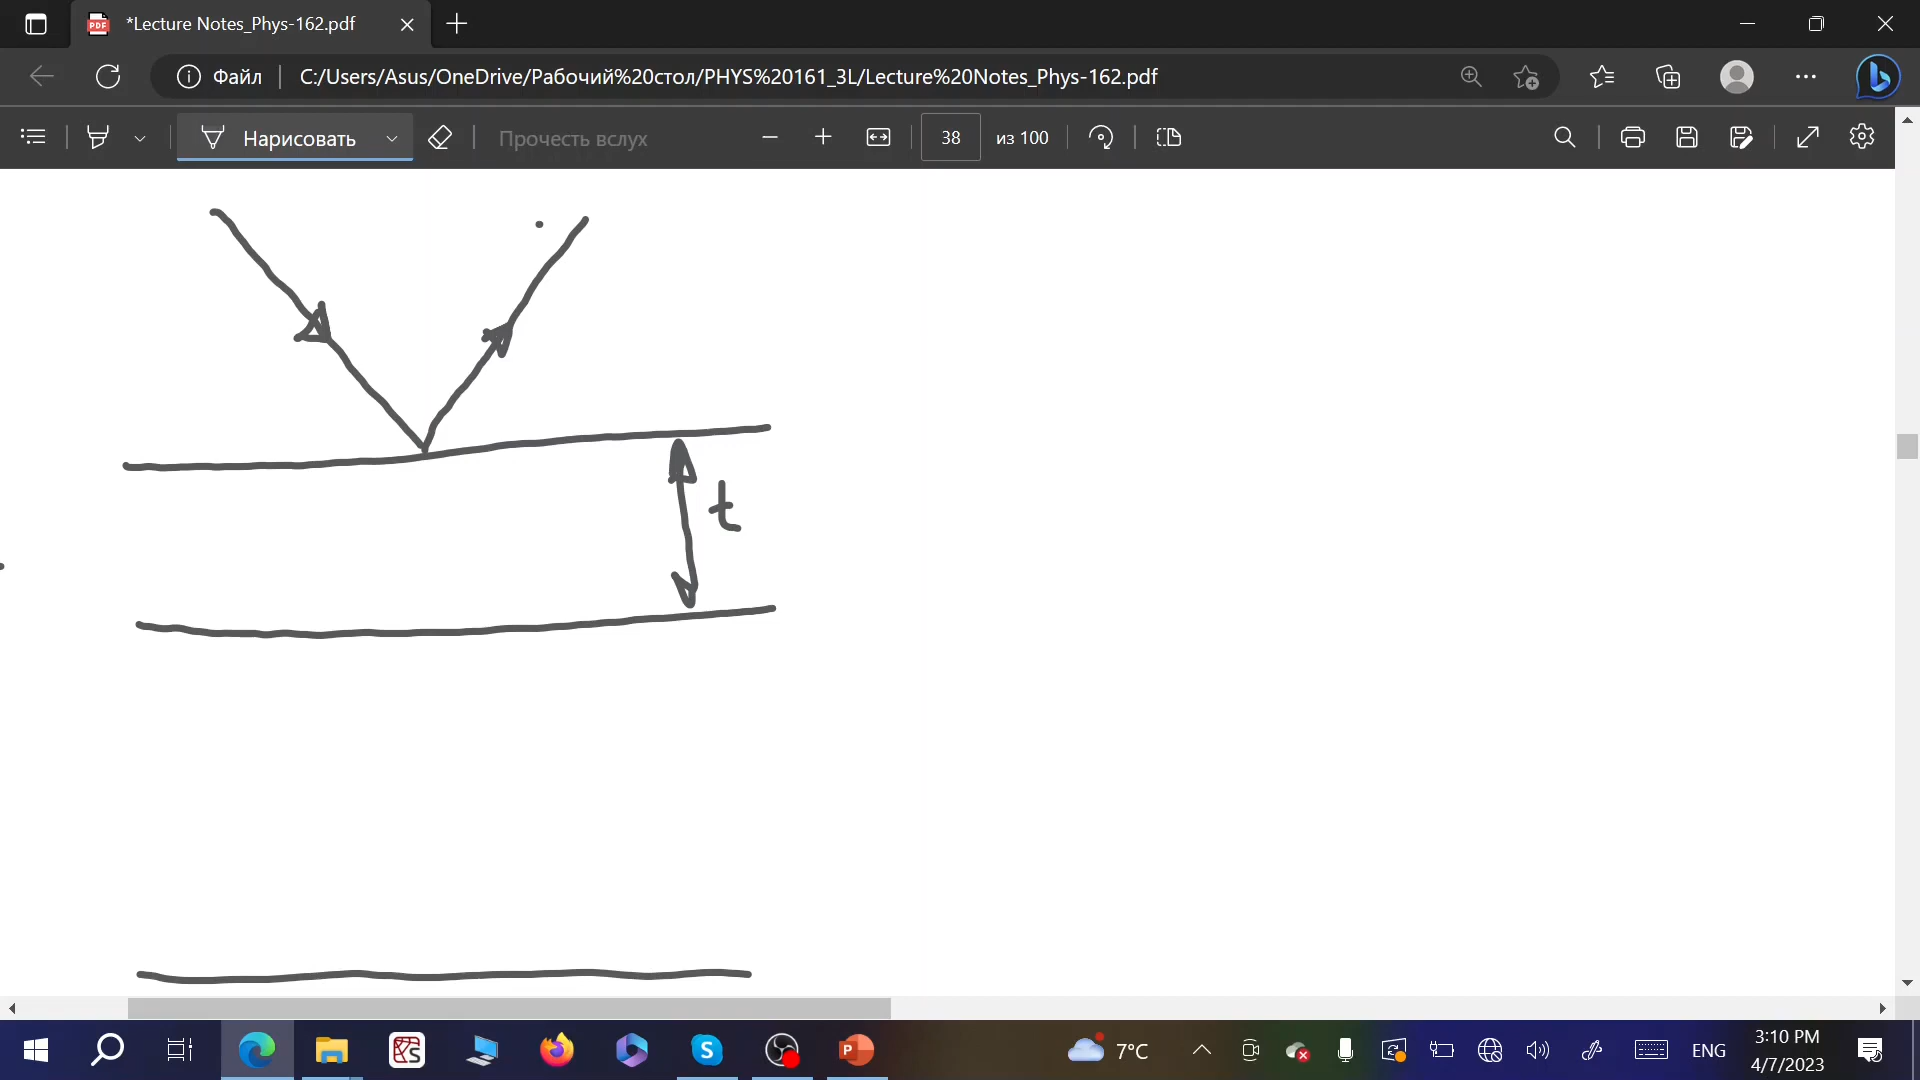 *Lecture Notes_Phys-162.pdf
Файл
C:/Users/Asus/OneDrive/Рабочий%20стол/PHYS%20161_3L/Lecture%20Notes_Phys-162.pdf
Нарисовать
Прочесть вслух
38 из 100
t
7°C
ENG
3:10 PM
4/7/2023